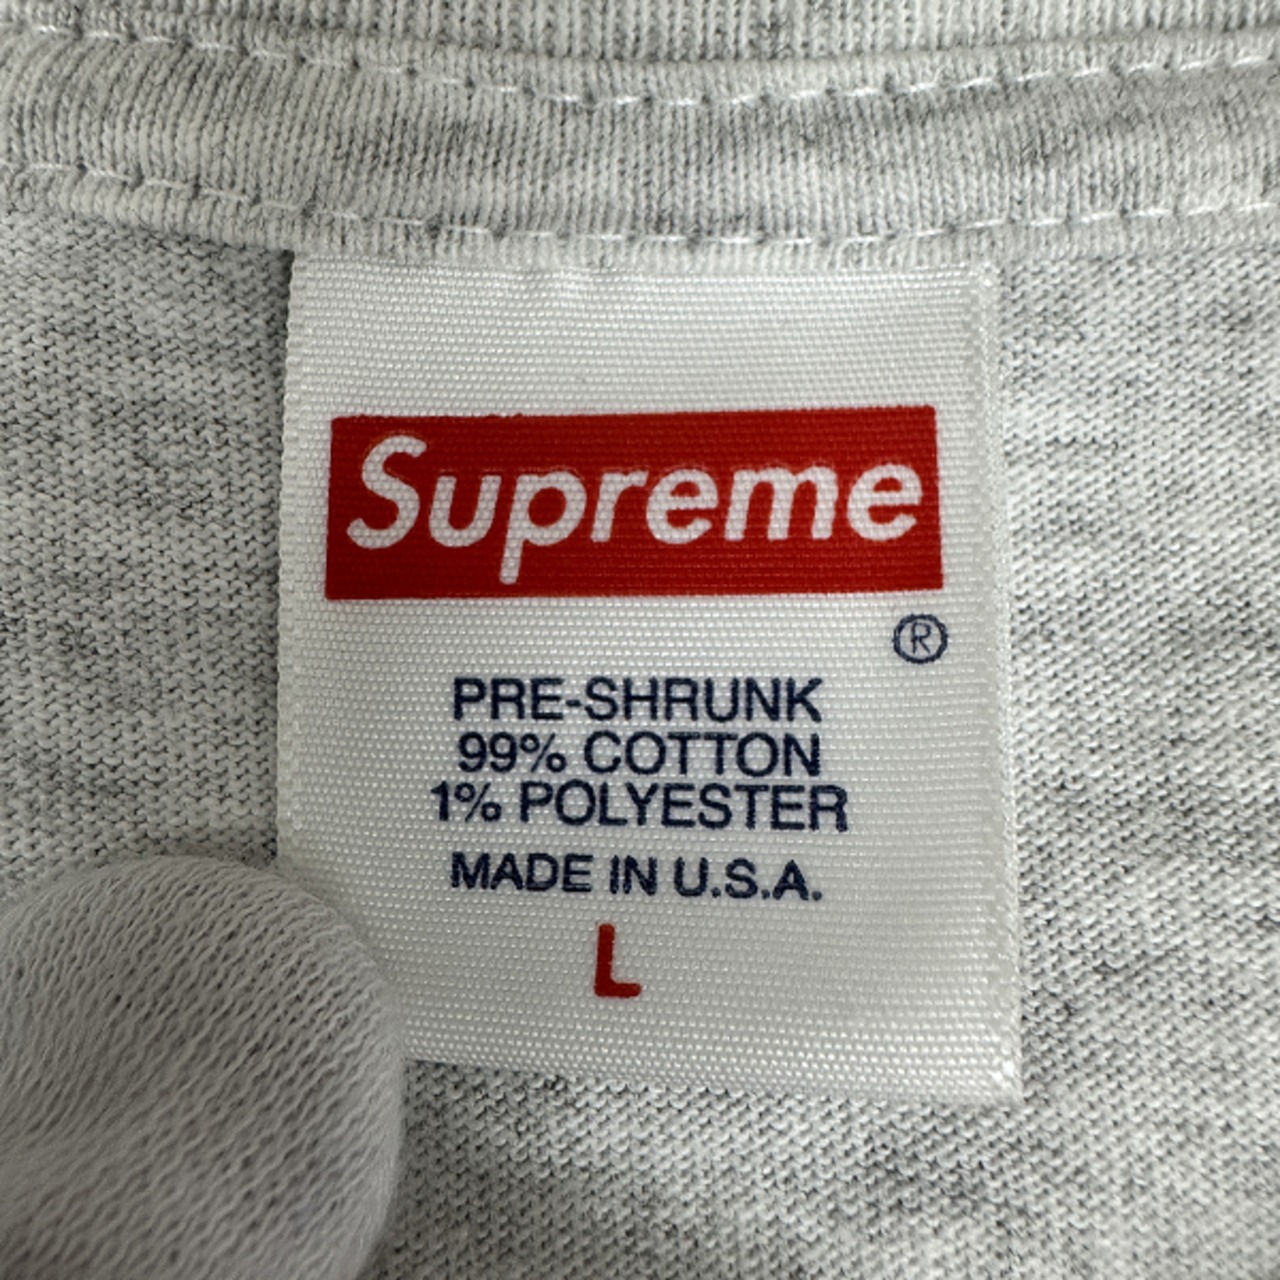 Supreme
®
PRE-SHRUNK
99% COTTON
1% POLYESTER
MADE IN U.S.A.
L